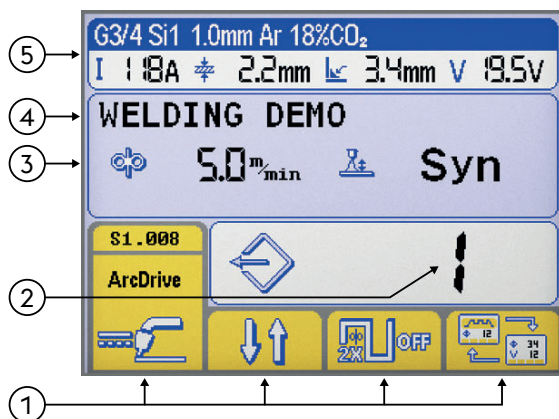 G3/4 Si1 1.0mm Ar 18%CO₂
I 118A 2.2mm 3.4mm V 19.5V
WELDING DEMO
5.0 m/min Syn
S1.008
ArcDrive
1
2X OFF
12
34
V 12
5
4
3
2
1